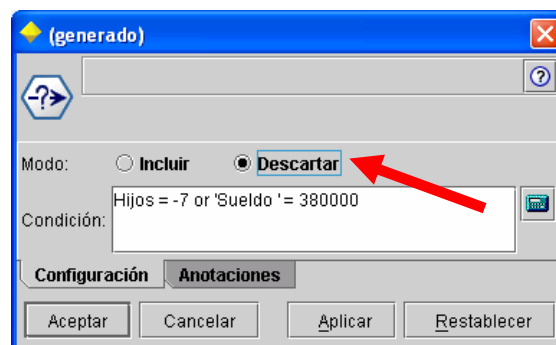 (generado)
Modo: Incluir Descartar
Hijos = -7 or 'Sueldo ' = 380000
Condición:
Configuración Anotaciones
Aceptar Cancelar Aplicar Restablecer